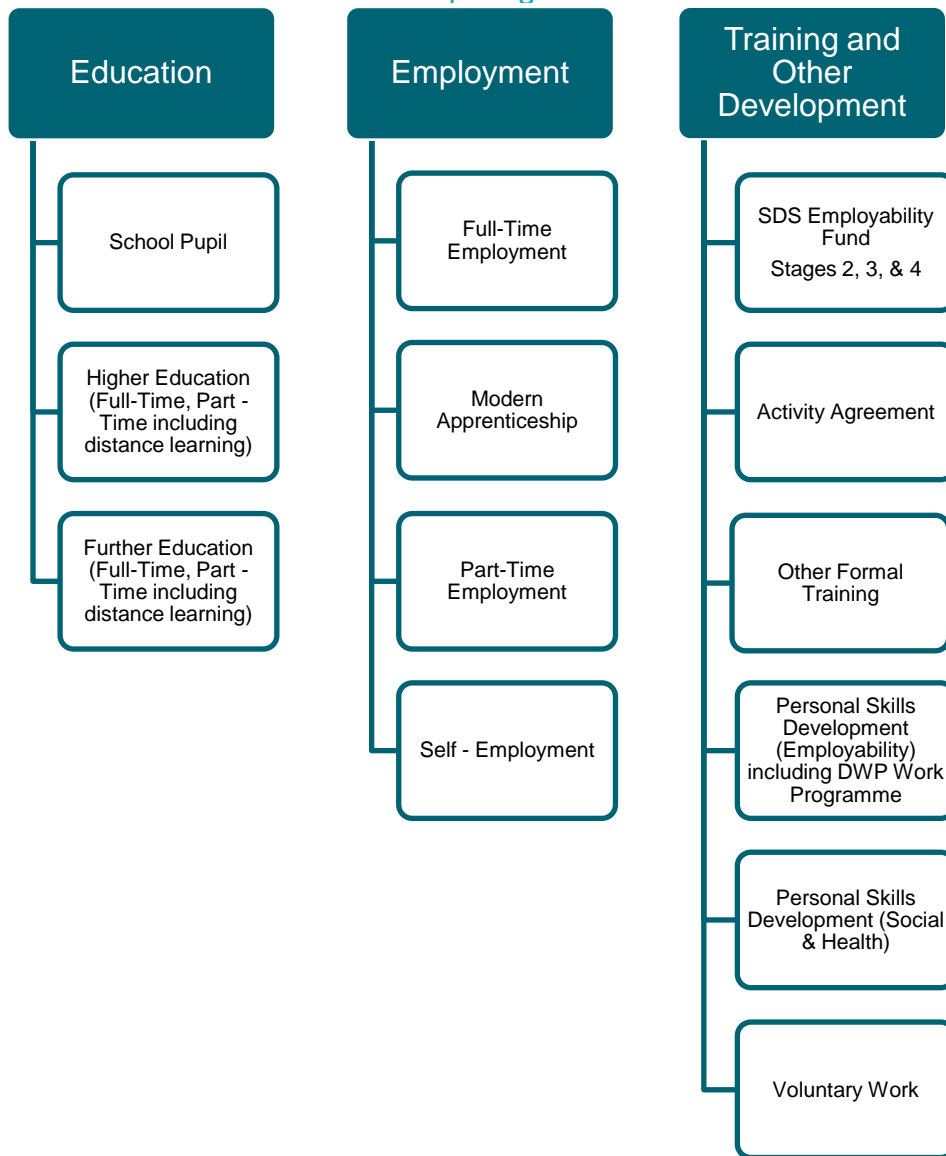 Education
School Pupil
Higher Education
(Full-Time, Part -
Time including
distance learning)
Further Education
(Full-Time, Part -
Time including
distance learning)
Employment
Full-Time
Employment
Modern
Apprenticeship
Part-Time
Employment
Self - Employment
Training and
Other
Development
SDS Employability
Fund
Stages 2, 3, & 4
Activity Agreement
Other Formal
Training
Personal Skills
Development
(Employability)
including DWP Work
Programme
Personal Skills
Development (Social
& Health)
Voluntary Work